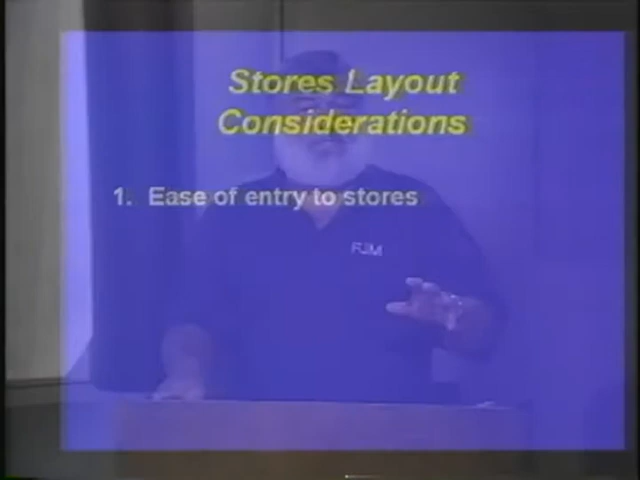 Stores Layout
Considerations
1. Ease of entry to stores
FJM